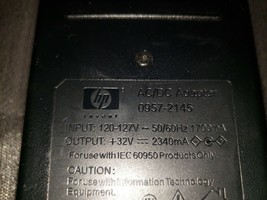 hp
invent
AC/DC Adapter
0957-2145
INPUT: 120-127V ~ 50/60Hz
OUTPUT: +32V ⎓ 2340mA
For use with IEC 60950 Products Only
CAUTION:
For use with Information Technology
Equipment.